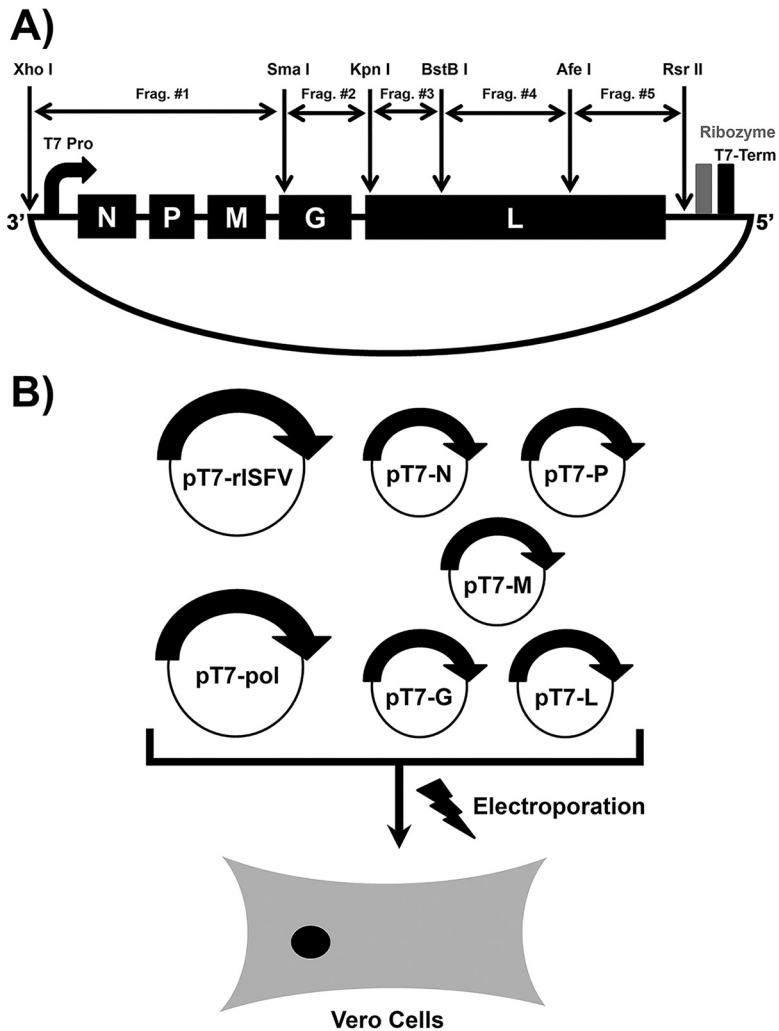 A)
Xho I Sma I Kpn I BstB I Afe I Rsr II
Frag. #1 Frag. #2 Frag. #3 Frag. #4 Frag. #5
Ribozyme
T7 Pro T7-Term
N P M G L
3’ 5’
B)
pT7-rISFV pT7-N pT7-P
pT7-M
pT7-pol pT7-G pT7-L
Electroporation
Vero Cells